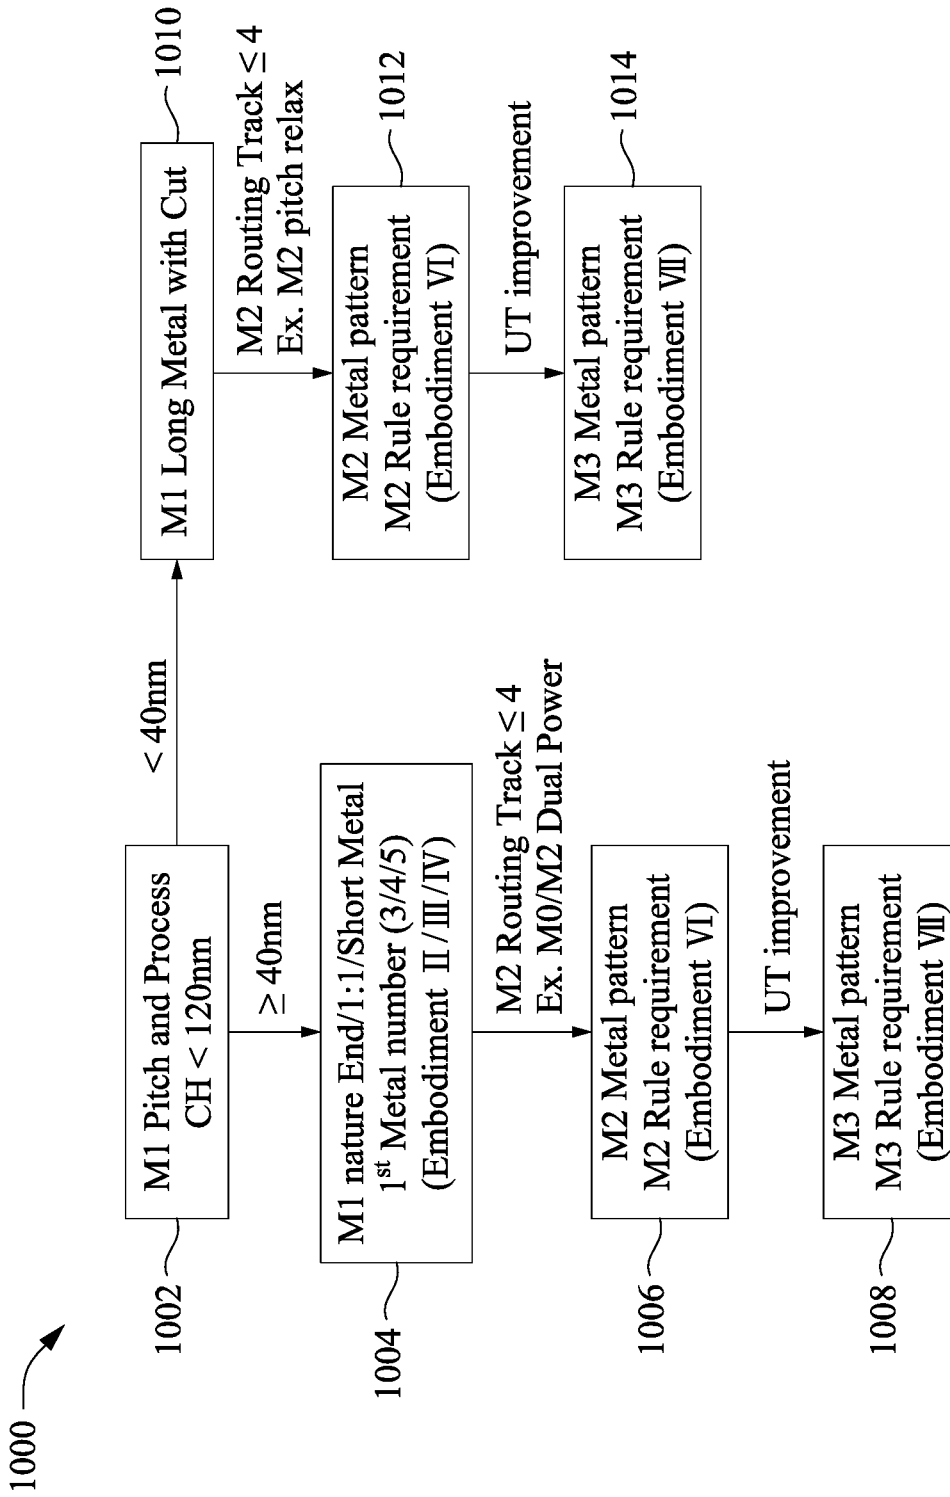 1000
1002
M1 Pitch and Process
CH < 120nm
< 40nm
≥ 40nm
1004
M1 nature End/1:1/Short Metal
1st Metal number (3/4/5)
(Embodiment Ⅱ/Ⅲ/Ⅳ)
M2 Routing Track ≤ 4
Ex. M0/M2 Dual Power
1006
M2 Metal pattern
M2 Rule requirement
(Embodiment Ⅵ)
UT improvement
1008
M3 Metal pattern
M3 Rule requirement
(Embodiment Ⅶ)
1010
M1 Long Metal with Cut
M2 Routing Track ≤ 4
Ex. M2 pitch relax
1012
M2 Metal pattern
M2 Rule requirement
(Embodiment Ⅵ)
UT improvement
1014
M3 Metal pattern
M3 Rule requirement
(Embodiment Ⅶ)